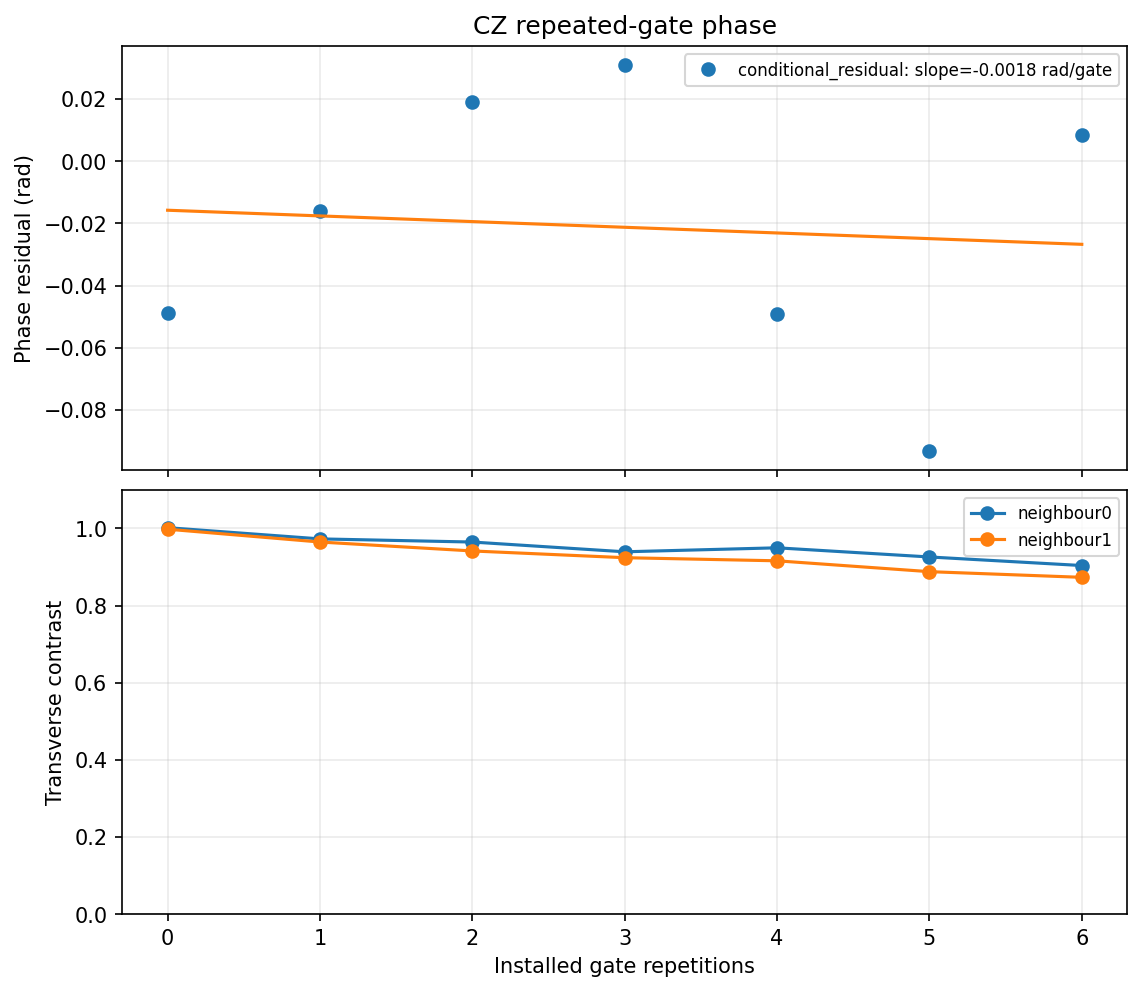 CZ repeated-gate phase
conditional_residual: slope=-0.0018 rad/gate
Phase residual (rad)
0.02
0.00
−0.02
−0.04
−0.06
−0.08
neighbour0
neighbour1
Transverse contrast
1.0
0.8
0.6
0.4
0.2
0.0
0 1 2 3 4 5 6
Installed gate repetitions